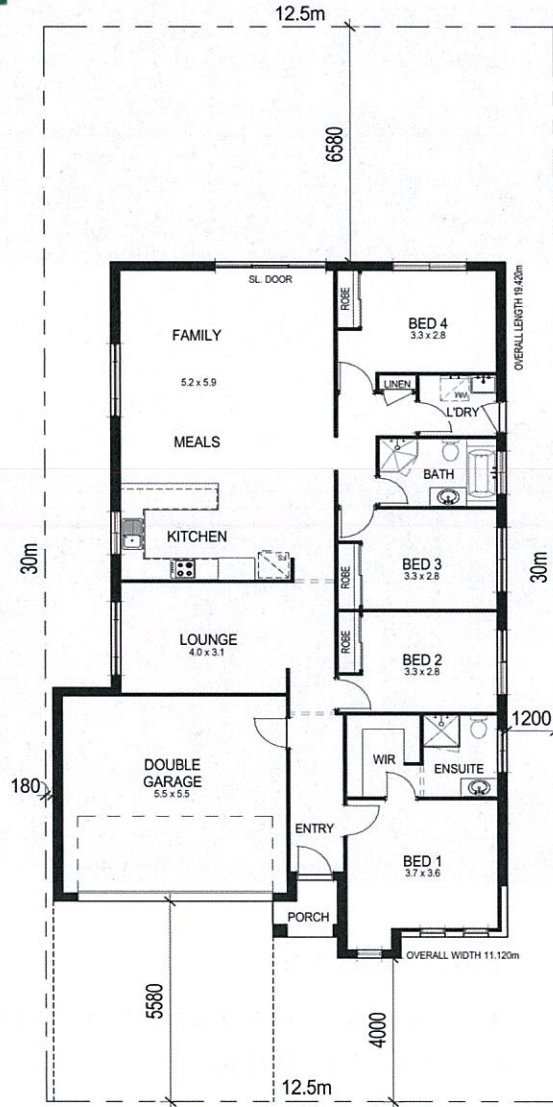 12.5m
6580
SL. DOOR
ROBE
BED 4
3.3 x 2.8
OVERALL LENGTH 19.420m
FAMILY
5.2 x 5.9
LINEN
WM
L'DRY
MEALS
BATH
30m
KITCHEN
ROBE
BED 3
3.3 x 2.8
30m
LOUNGE
4.0 x 3.1
ROBE
BED 2
3.3 x 2.8
1200
WIR
ENSUITE
DOUBLE
GARAGE
5.5 x 5.5
180
ENTRY
BED 1
3.7 x 3.6
PORCH
OVERALL WIDTH 11.120m
5580
4000
12.5m